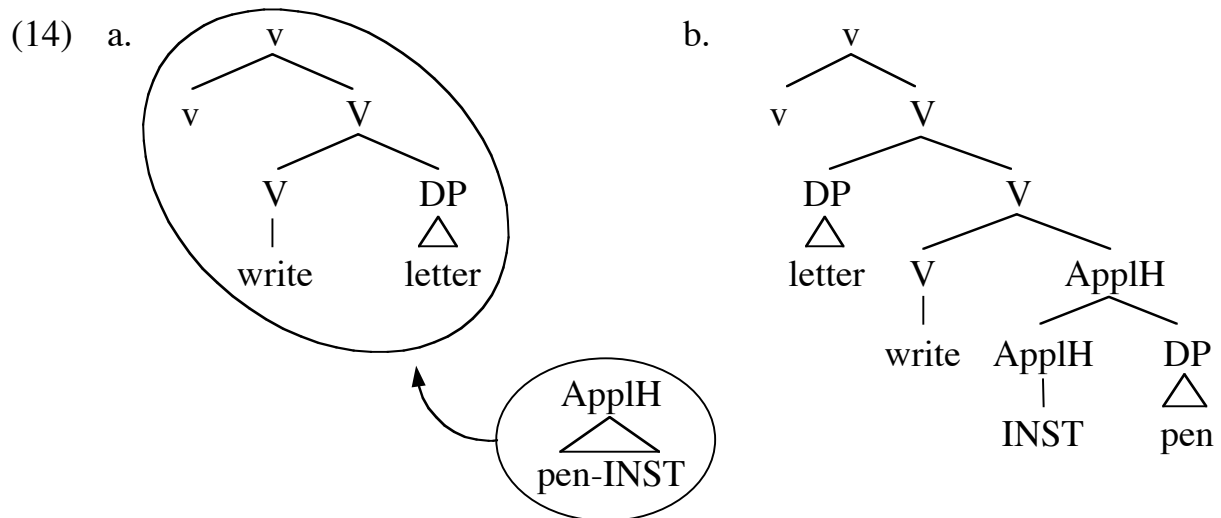 (14) a. v b. v
v V v V
V DP DP V
write letter letter V ApplH
write ApplH DP
ApplH INST pen
pen-INST